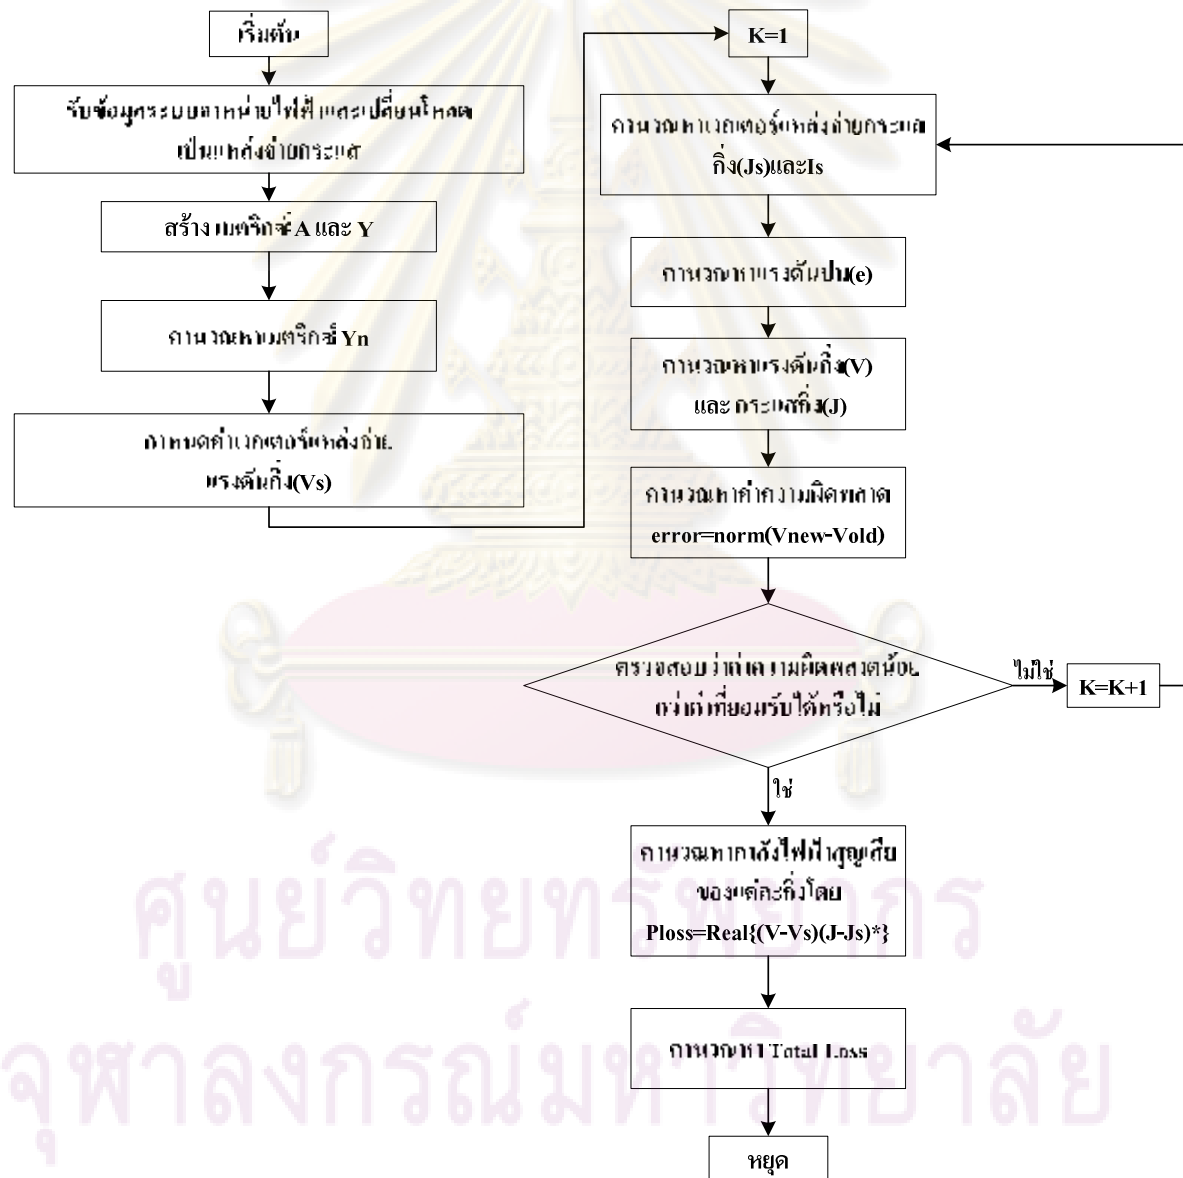 เริ่มต้น
รับข้อมูลระบบจำหน่ายไฟฟ้าและเปลี่ยนโหลด
เป็นแหล่งจ่ายกระแส
สร้าง เมตริกซ์ A และ Y
คำนวณหาเมตริกซ์ Yn
กำหนดค่าเวกเตอร์แหล่งจ่าย
แรงดันกิ่ง(Vs)
K=1
คำนวณหาเวกเตอร์แหล่งจ่ายกระแส
กิ่ง(Js)และIs
คำนวณหาแรงดันปม(e)
คำนวณหาแรงดันกิ่ง(V)
และ กระแสกิ่ง(J)
คำนวณหาค่าความผิดพลาด
error=norm(Vnew-Vold)
ตรวจสอบว่าค่าความผิดพลาดน้อย
กว่าค่าที่ยอมรับได้หรือไม่
ไม่ใช่
K=K+1
ใช่
คำนวณหากำลังไฟฟ้าสูญเสีย
ของแต่ละกิ่งโดย
Ploss=Real{(V-Vs)(J-Js)*}
คำนวณหา Total Loss
หยุด
ศูนย์วิทยทรัพยากร
จุฬาลงกรณ์มหาวิทยาลัย